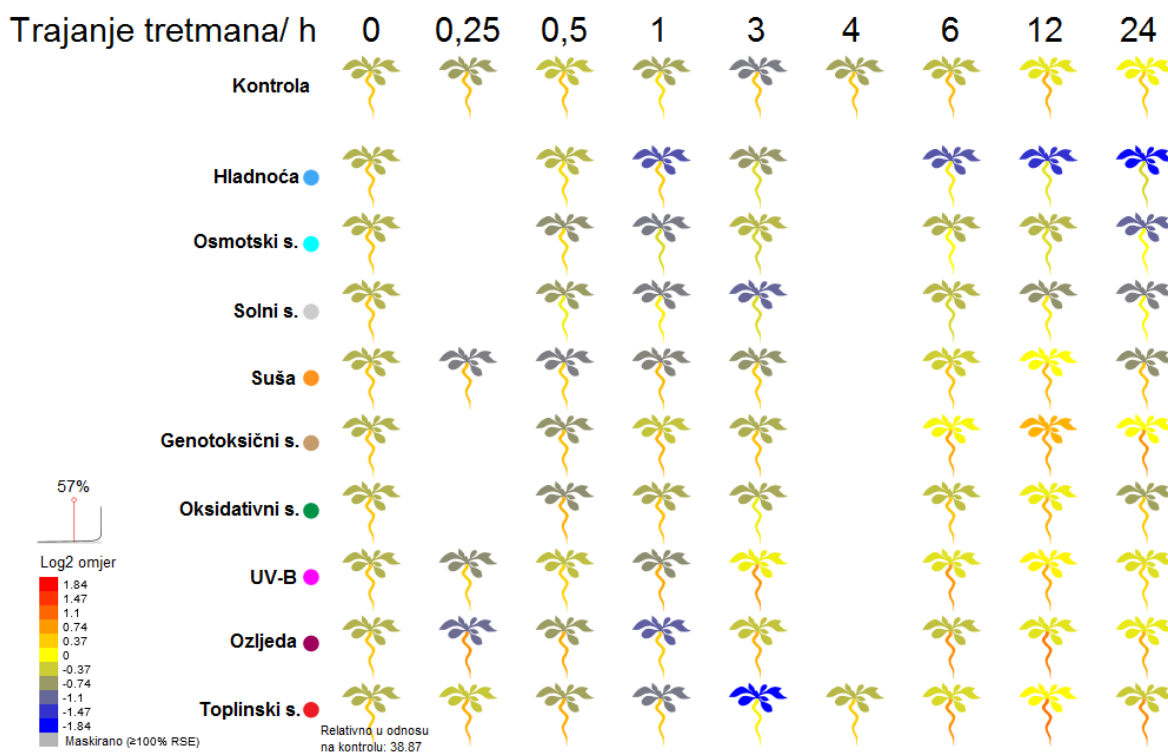 Trajanje tretmana/ h 0 0,25 0,5 1 3 4 6 12 24
Kontrola
Hladnoća
Osmotski s.
Solni s.
Suša
Genotoksični s.
Oksidativni s.
UV-B
Ozljeda
Toplinski s.
57%
Log2 omjer
1.84
1.47
1.1
0.74
0.37
0
-0.37
-0.74
-1.1
-1.47
-1.84
Maskirano (≥100% RSE)
Relativno u odnosu
na kontrolu: 38.87